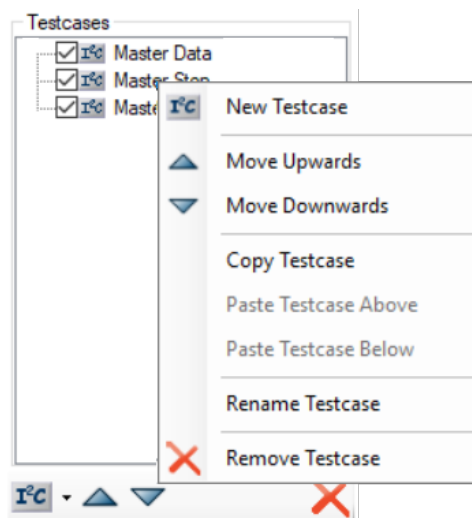 Testcases
I²C Master Data
I²C Master Stop
I²C Maste
I²C New Testcase
Move Upwards
Move Downwards
Copy Testcase
Paste Testcase Above
Paste Testcase Below
Rename Testcase
Remove Testcase
I²C